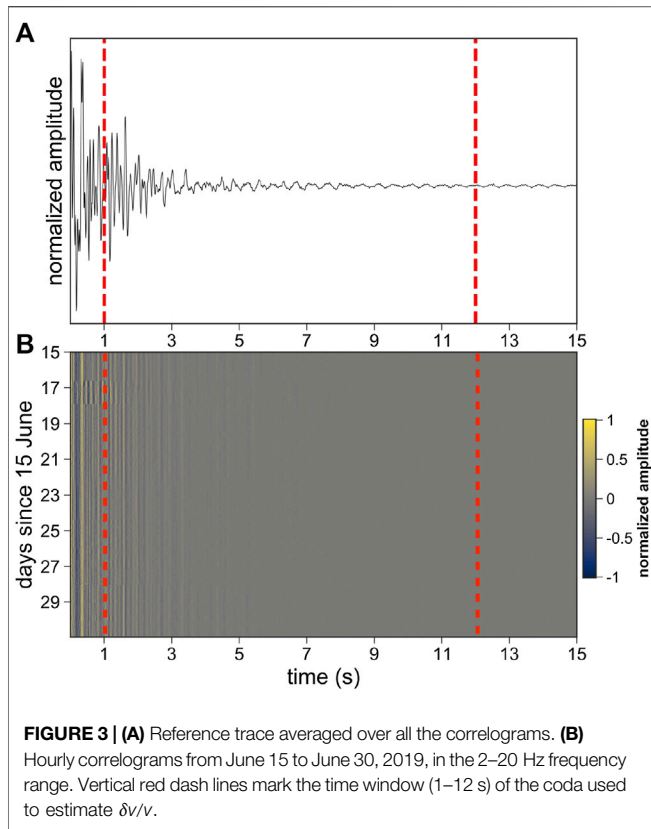 A
normalized amplitude
1 3 5 7 9 11 13 15
B
days since 15 June
15
17
19
21
23
25
27
29
1 3 5 7 9 11 13 15
time (s)
1
0.5
0
-0.5
-1
normalized amplitude
FIGURE 3 | (A) Reference trace averaged over all the correlograms. (B)
Hourly correlograms from June 15 to June 30, 2019, in the 2–20 Hz frequency
range. Vertical red dash lines mark the time window (1–12 s) of the coda used
to estimate δv/v.